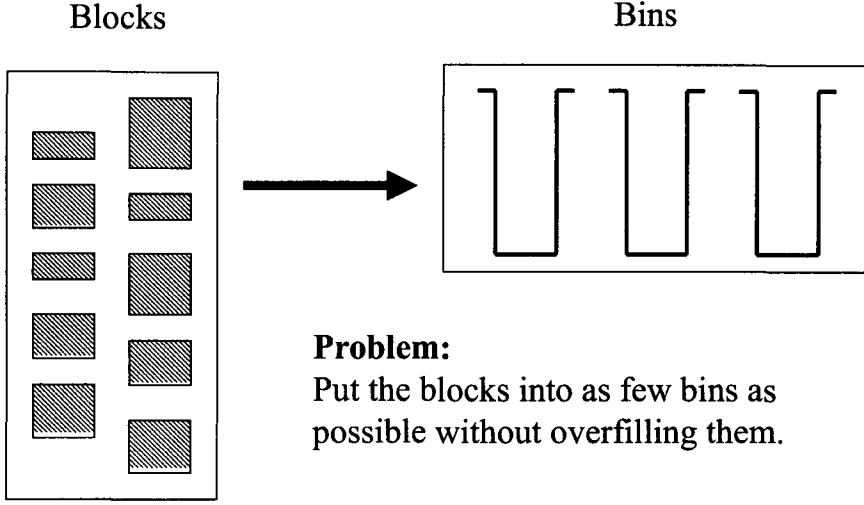 Blocks
Bins
Problem:
Put the blocks into as few bins as
possible without overfilling them.